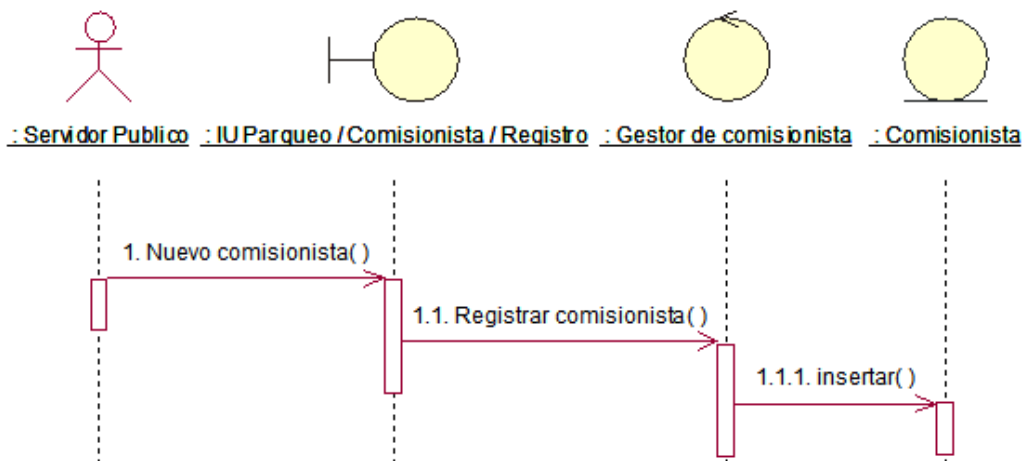 : Servidor Publico
: IU Parqueo / Comisionista / Registro
: Gestor de comisionista
: Comisionista
1. Nuevo comisionista( )
1.1. Registrar comisionista( )
1.1.1. insertar( )